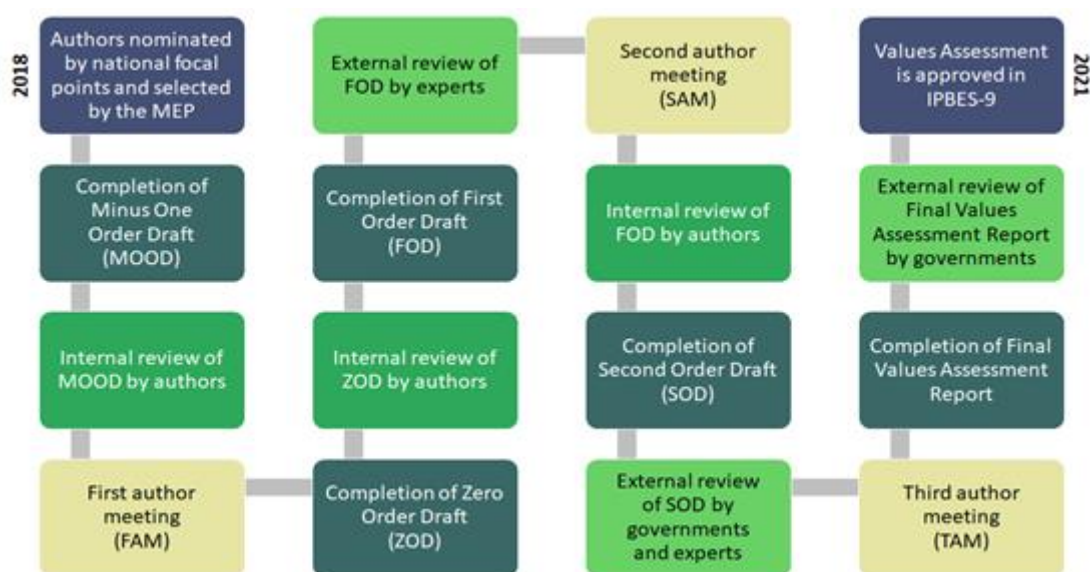 2018
Authors nominated
by national focal
points and selected
by the MEP
Completion of
Minus One
Order Draft
(MOOD)
Internal review of
MOOD by authors
First author
meeting
(FAM)
Completion of Zero
Order Draft
(ZOD)
Internal review of
ZOD by authors
Completion of First
Order Draft
(FOD)
External review of
FOD by experts
Second author
meeting
(SAM)
Internal review of
FOD by authors
Completion of
Second Order Draft
(SOD)
External review
of SOD by
governments
and experts
Third author
meeting
(TAM)
Completion of Final
Values Assessment
Report
External review of
Final Values
Assessment Report
by governments
Values Assessment
is approved in
IPBES-9
2021